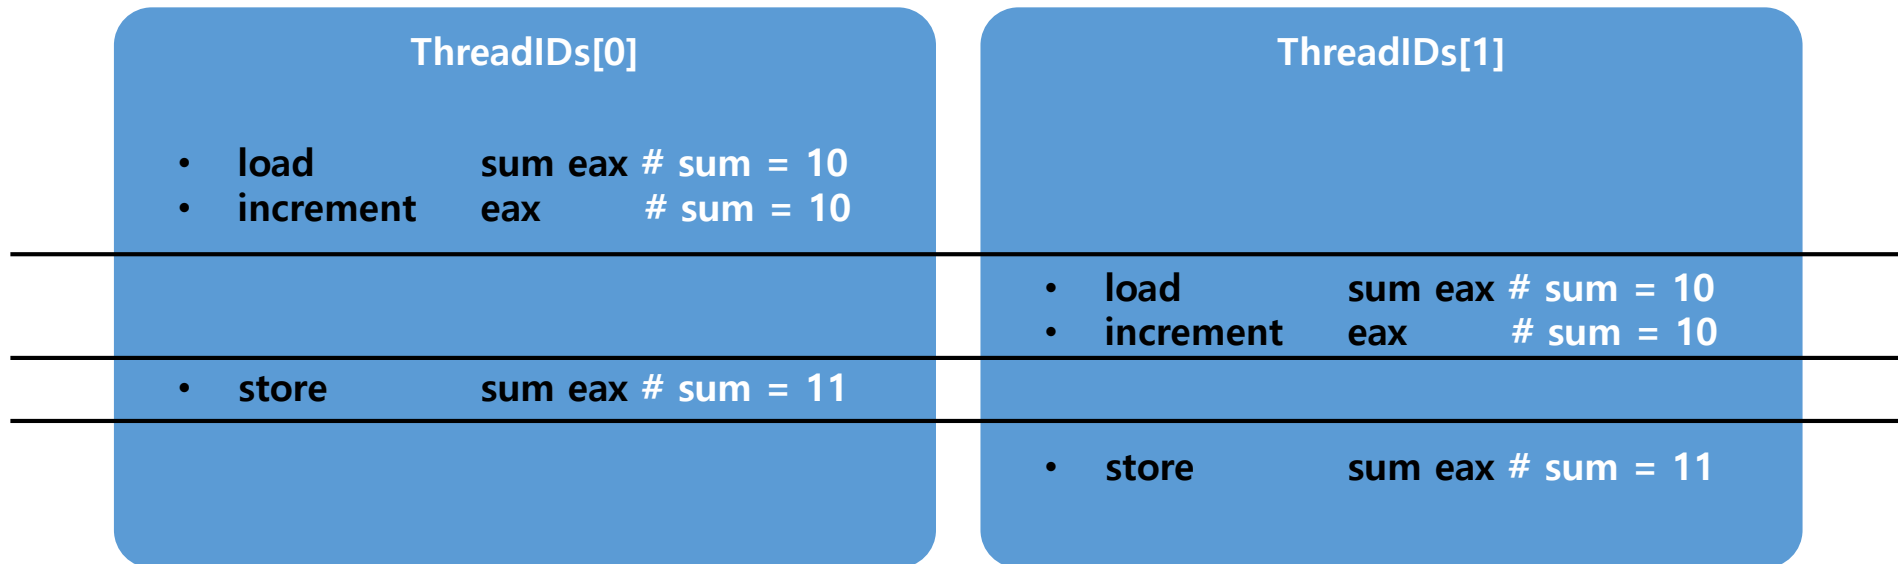 ThreadIDs[0]
ThreadIDs[1]
• load sum eax # sum = 10
• increment eax # sum = 10
• load sum eax # sum = 10
• increment eax # sum = 10
• store sum eax # sum = 11
• store sum eax # sum = 11